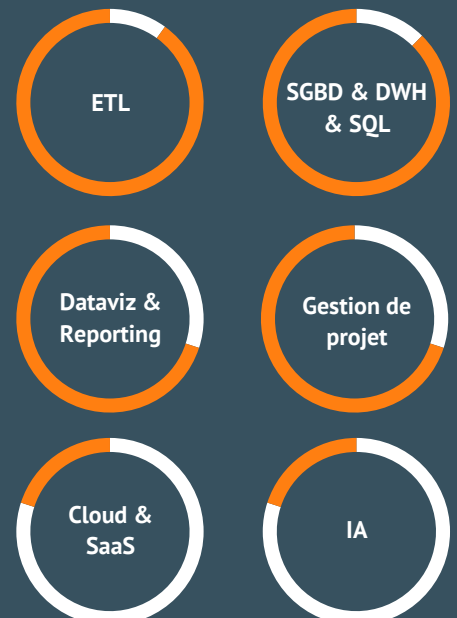 ETL
SGBD & DWH
& SQL
Dataviz &
Reporting
Gestion de
projet
Cloud &
SaaS
IA